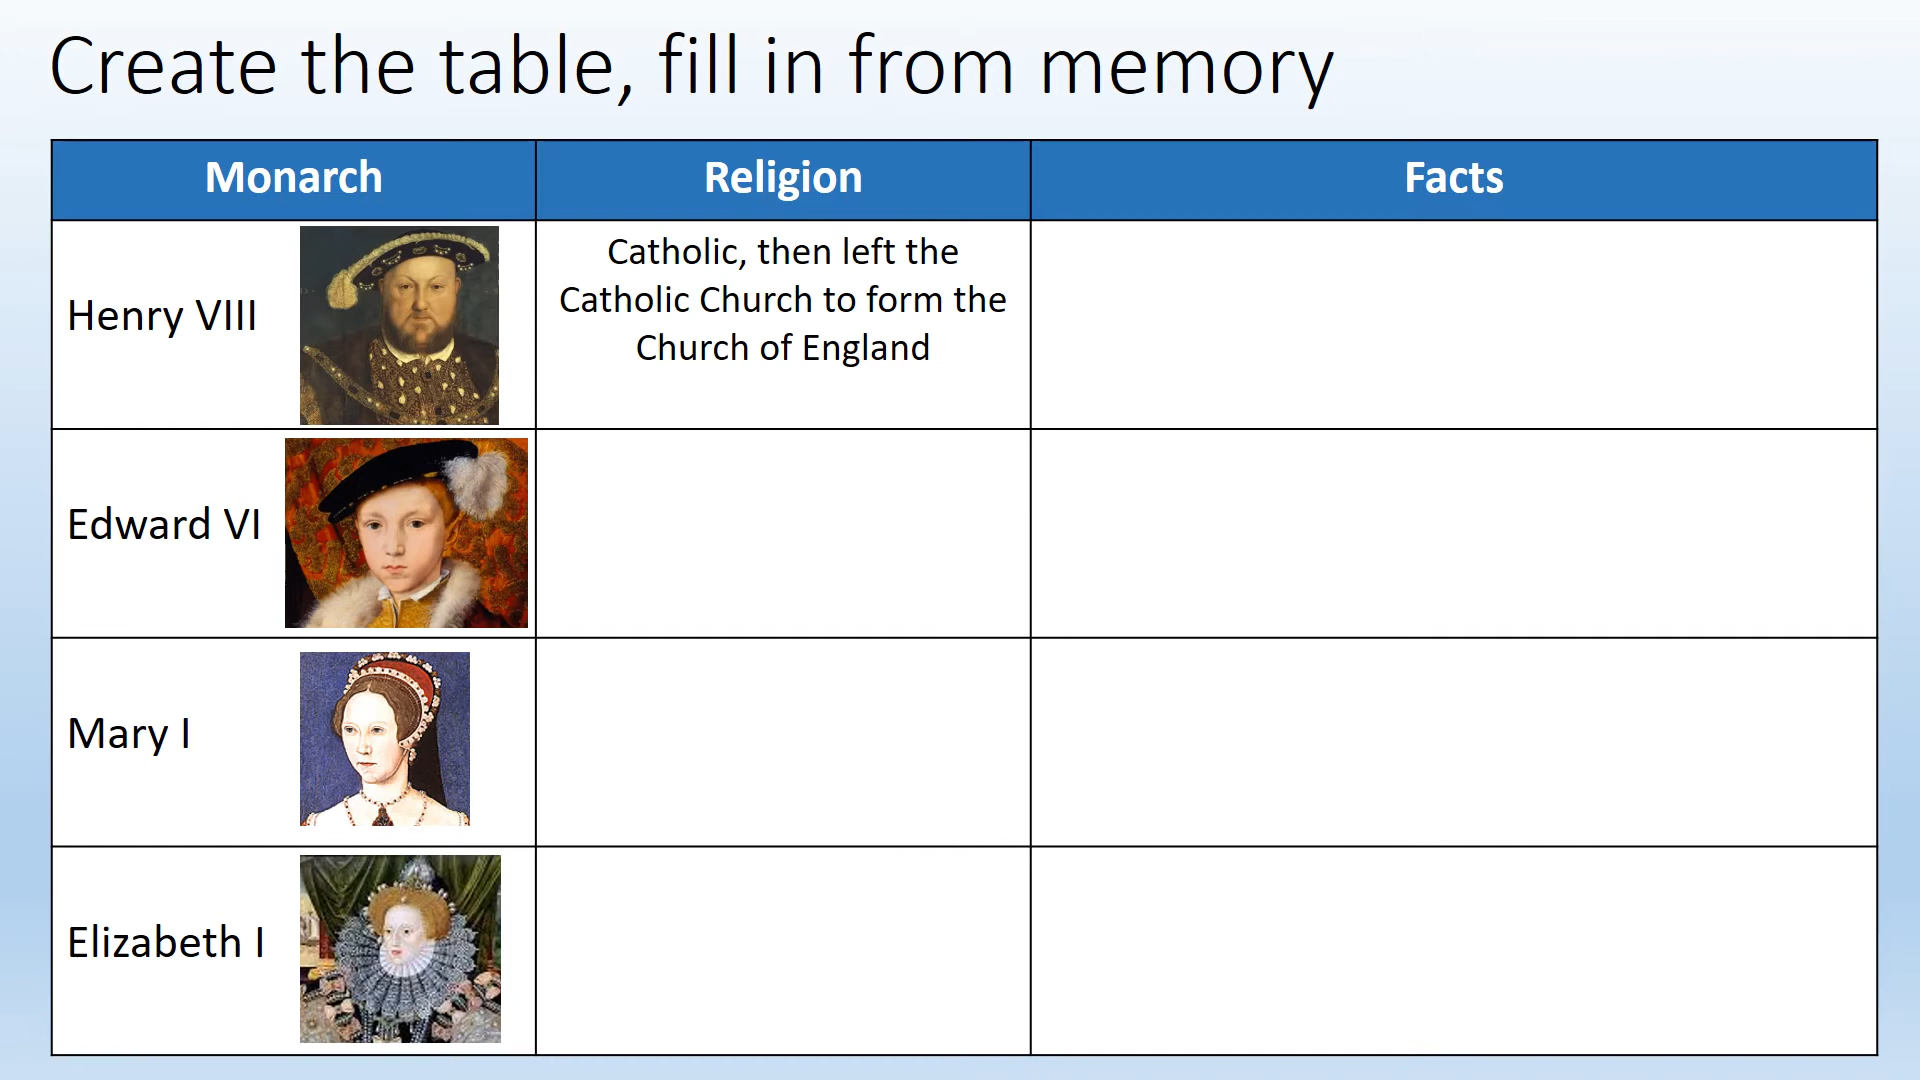 Create the table, fill in from memory
Monarch Religion Facts
Henry VIII
Catholic, then left the
Catholic Church to form the
Church of England
Edward VI
Mary I
Elizabeth I